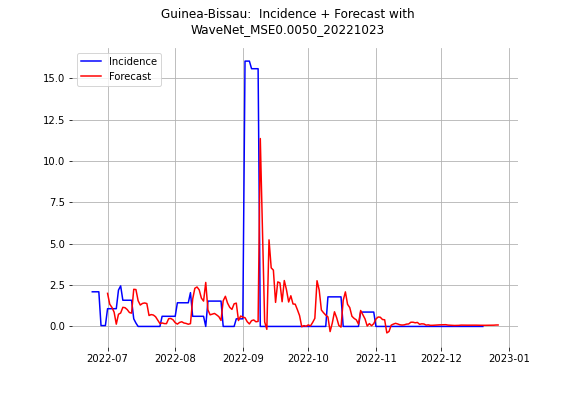 Guinea-Bissau:  Incidence + Forecast with
WaveNet_MSE0.0050_20221023
Incidence
Forecast
15.0
12.5
10.0
7.5
5.0
2.5
0.0
2022-07 2022-08 2022-09 2022-10 2022-11 2022-12 2023-01